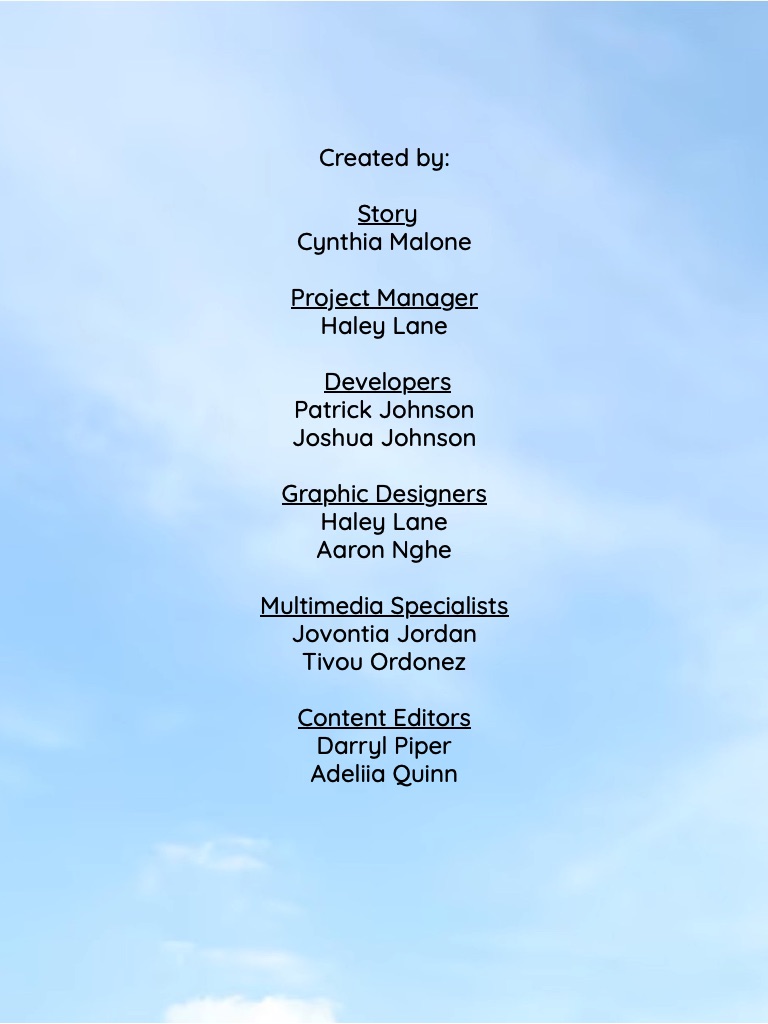 Created by:
Story
Cynthia Malone
Project Manager
Haley Lane
Developers
Patrick Johnson
Joshua Johnson
Graphic Designers
Haley Lane
Aaron Nghe
Multimedia Specialists
Jovontia Jordan
Tivou Ordonez
Content Editors
Darryl Piper
Adeliia Quinn